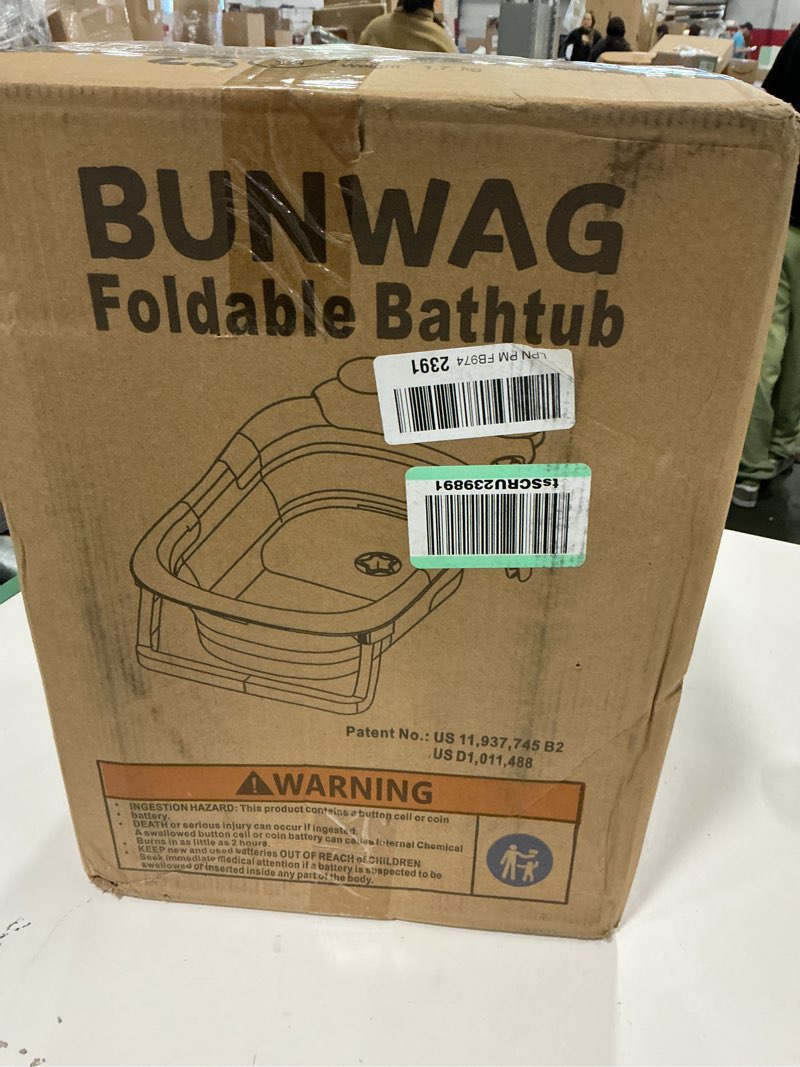 BUNWAG
Foldable Bathtub
LPN PM FB974 2391
tsSCRU239891
Patent No.: US 11,937,745 B2
US D1,011,488
WARNING
• INGESTION HAZARD: This product contains a button cell or coin
battery.
• DEATH or serious injury can occur if ingested.
A swallowed button cell or coin battery can cause Internal Chemical
Burns in as little as 2 hours.
• KEEP new and used batteries OUT OF REACH of CHILDREN
Seek immediate medical attention if a battery is suspected to be
swallowed or inserted inside any part of the body.